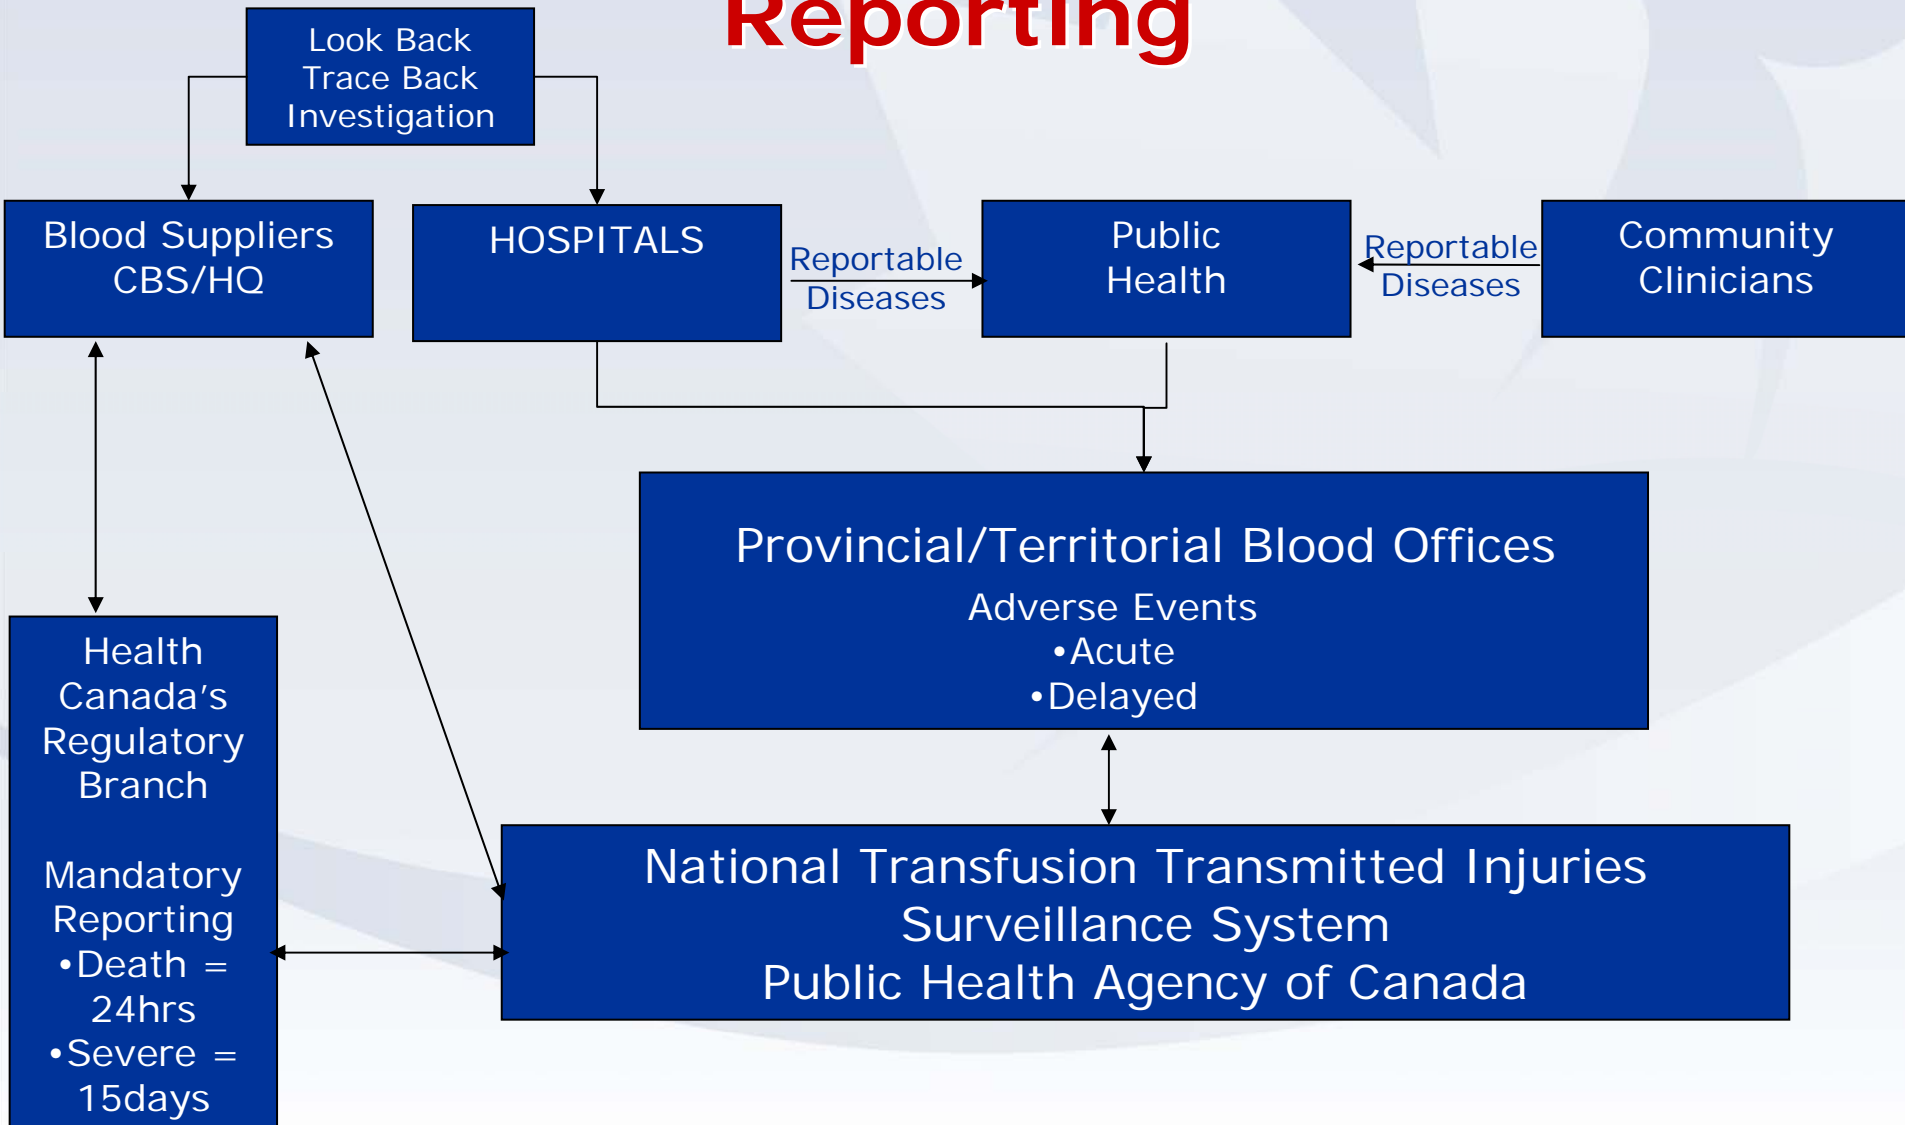 Reporting
Look Back
Trace Back
Investigation
Blood Suppliers
CBS/HQ
HOSPITALS
Reportable
Diseases
Public
Health
Reportable
Diseases
Community
Clinicians
Provincial/Territorial Blood Offices
Adverse Events
•Acute
•Delayed
Health
Canada’s
Regulatory
Branch
Mandatory
Reporting
•Death =
24hrs
•Severe =
15days
National Transfusion Transmitted Injuries
Surveillance System
Public Health Agency of Canada